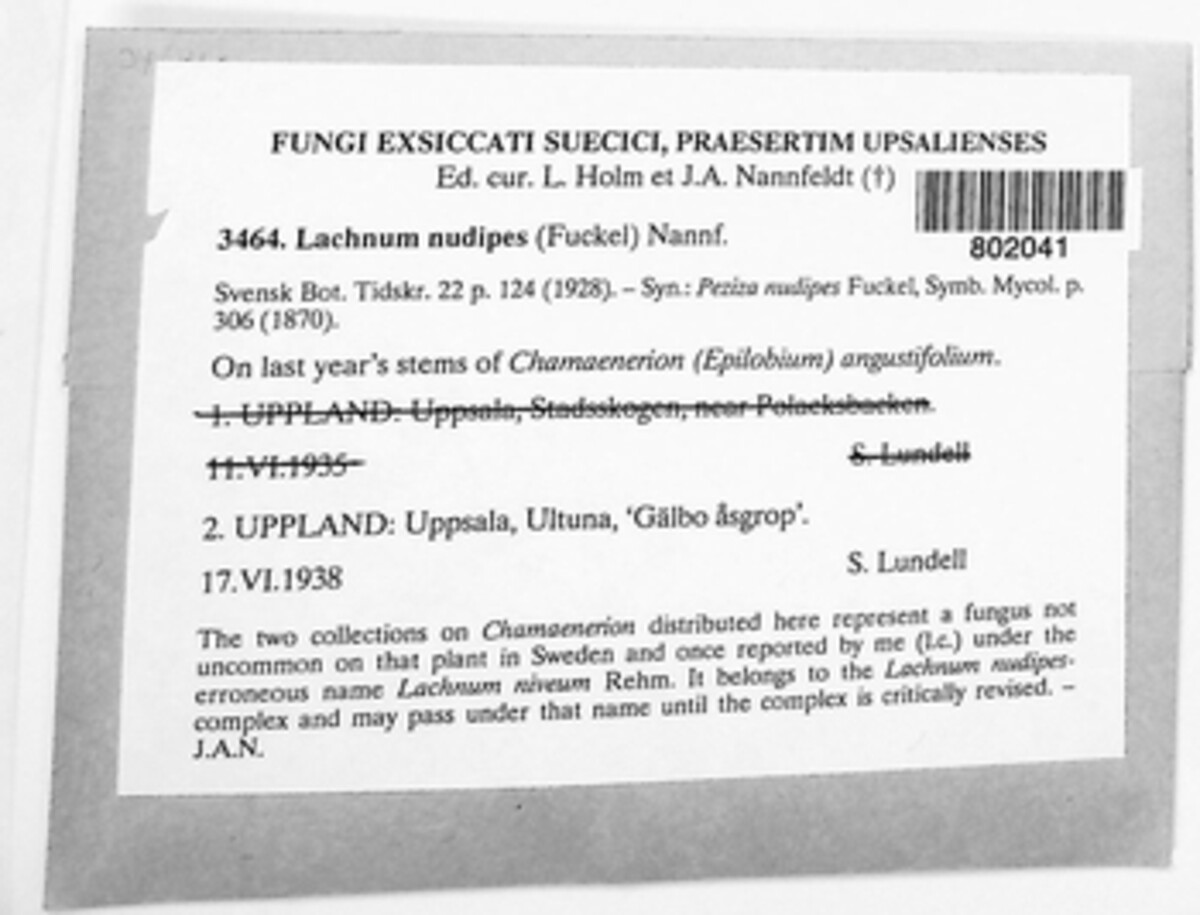 FUNGI EXSICCATI SUECICI, PRAESERTIM UPSALIENSES
Ed. cur. L. Holm et J.A. Nannfeldt (†)
802041
3464. Lachnum nudipes (Fuckel) Nannf.
Svensk Bot. Tidskr. 22 p. 124 (1928). – Syn.: Peziza nudipes Fuckel, Symb. Mycol. p.
306 (1870).
On last year's stems of Chamaenerion (Epilobium) angustifolium.
1. UPPLAND: Uppsala, Stadsskogen, near Polacksbacken.
11.VI.1935 S. Lundell
2. UPPLAND: Uppsala, Ultuna, ‘Gälbo åsgrop’.
17.VI.1938 S. Lundell
The two collections on Chamaenerion distributed here represent a fungus not
uncommon on that plant in Sweden and once reported by me (l.c.) under the
erroneous name Lachnum niveum Rehm. It belongs to the Lachnum nudipes-
complex and may pass under that name until the complex is critically revised. –
J.A.N.